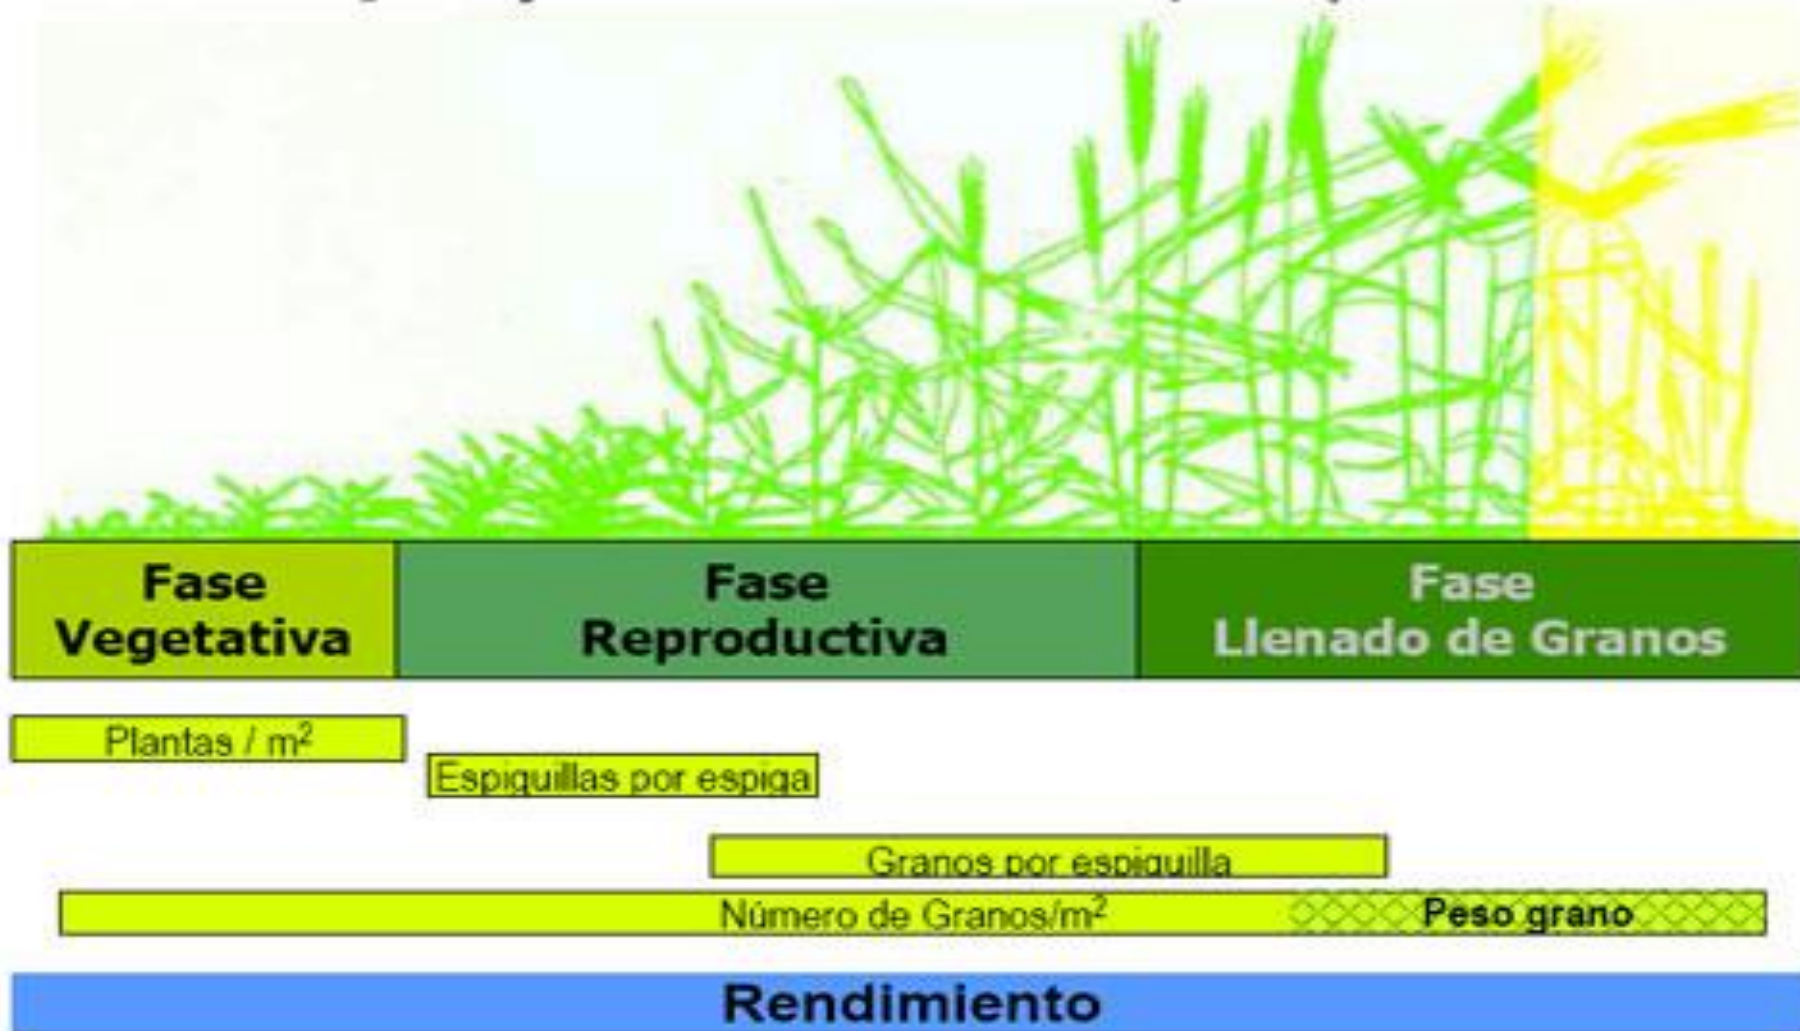 Fase
Vegetativa
Fase
Reproductiva
Fase
Llenado de Granos
Plantas / m²
Espiguillas por espiga
Granos por espiguilla
Número de Granos/m²
Peso grano
Rendimiento